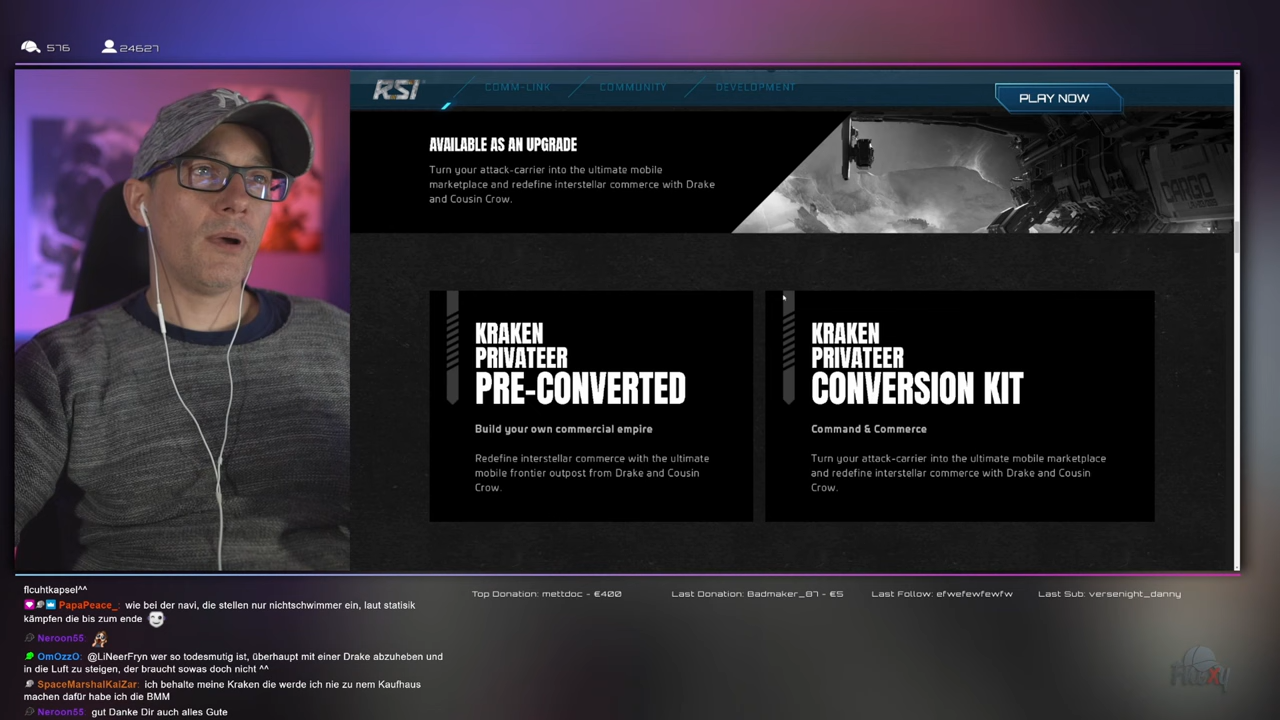 576
24627
RSI
COMM-LINK
COMMUNITY
DEVELOPMENT
PLAY NOW
AVAILABLE AS AN UPGRADE
Turn your attack-carrier into the ultimate mobile
marketplace and redefine interstellar commerce with Drake
and Cousin Crow.
CARGO
KRAKEN
PRIVATEER
PRE-CONVERTED
Build your own commercial empire
Redefine interstellar commerce with the ultimate
mobile frontier outpost from Drake and Cousin
Crow.
KRAKEN
PRIVATEER
CONVERSION KIT
Command & Commerce
Turn your attack-carrier into the ultimate mobile marketplace
and redefine interstellar commerce with Drake and Cousin
Crow.
flcuhtkapsel^^
PapaPeace_: wie bei der navi, die stellen nur nichtschwimmer ein, laut statisik
kämpfen die bis zum ende
Neroon55:
OmOzzO: @LiNeerFryn wer so todesmutig ist, überhaupt mit einer Drake abzuheben und
in die Luft zu steigen, der braucht sowas doch nicht ^^
SpaceMarshalKaiZar: ich behalte meine Kraken die werde ich nie zu nem Kaufhaus
machen dafür habe ich die BMM
Neroon55: gut Danke Dir auch alles Gute
Top Donation: mettdoc - €400
Last Donation: Badmaker_87 - €5
Last Follow: efwefewfewfw
Last Sub: versenight_danny